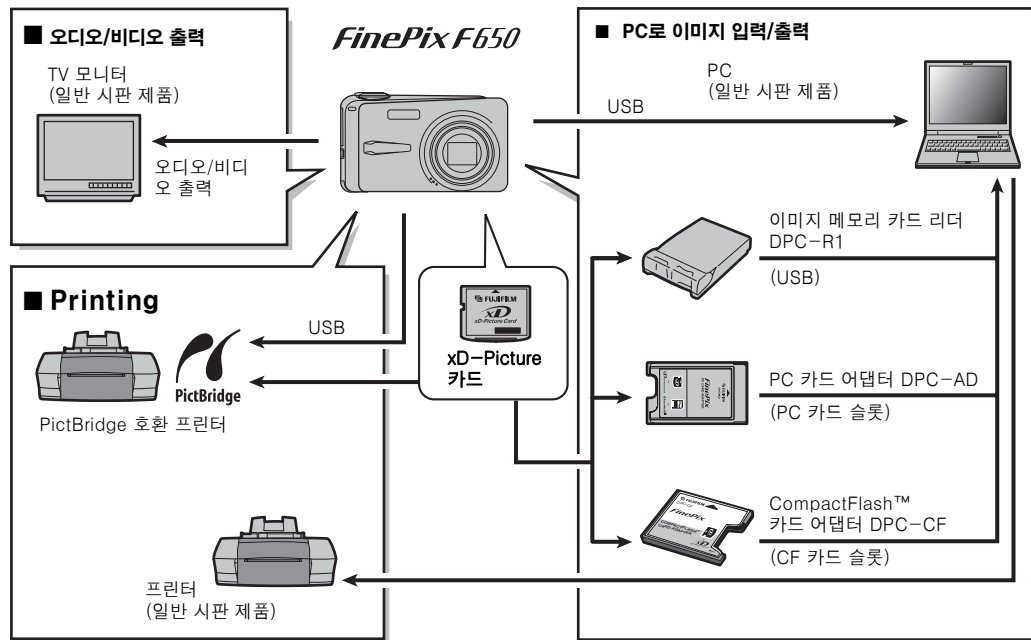 ■ 오디오/비디오 출력
TV 모니터
(일반 시판 제품)
오디오/비디
오 출력
FinePix F650
■ PC로 이미지 입력/출력
PC
(일반 시판 제품)
USB
이미지 메모리 카드 리더
DPC-R1
(USB)
PC 카드 어댑터 DPC-AD
(PC 카드 슬롯)
CompactFlash™
카드 어댑터 DPC-CF
(CF 카드 슬롯)
■ Printing
USB
PictBridge
PictBridge 호환 프린터
FUJIFILM
xD
xD-Picture Card
xD-Picture
카드
프린터
(일반 시판 제품)
FinePix
FinePix
COMPACTFLASH
CARD ADAPTER
xD